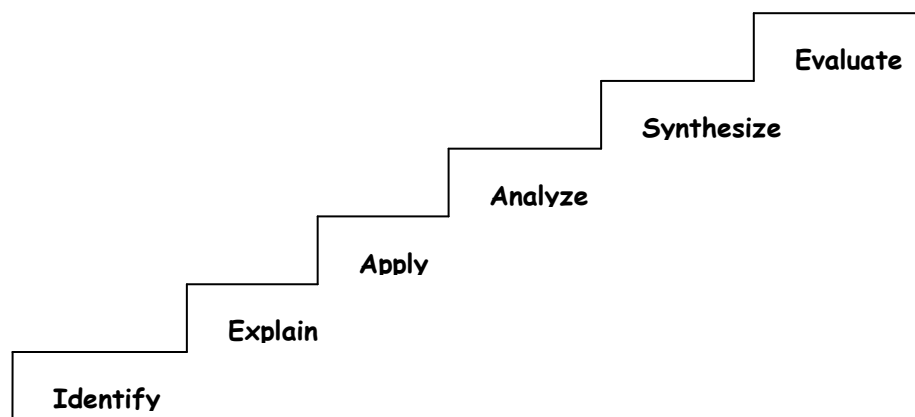 Evaluate
Synthesize
Analyze
Apply
Explain
Identify